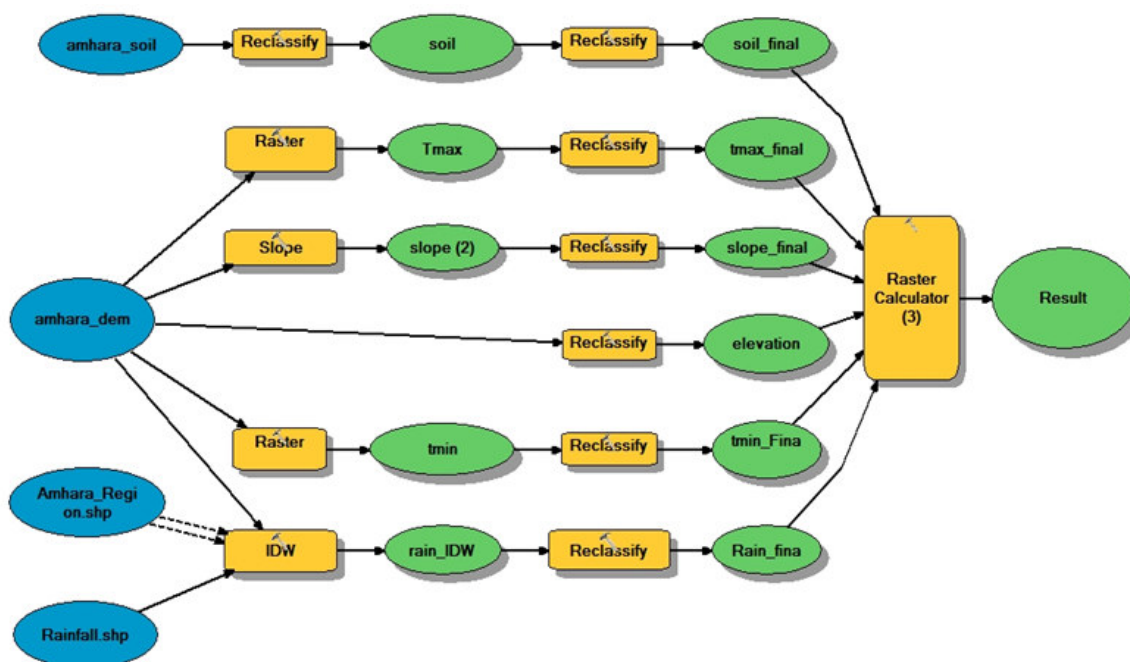 amhara_soil
Reclassify
soil
Reclassify
soil_final
Raster
Tmax
Reclassify
tmax_final
Slope
slope (2)
Reclassify
slope_final
amhara_dem
Reclassify
elevation
Raster
Calculator
(3)
Result
Raster
tmin
Reclassify
tmin_Fina
Amhara_Regi
on.shp
IDW
rain_IDW
Reclassify
Rain_fina
Rainfall.shp